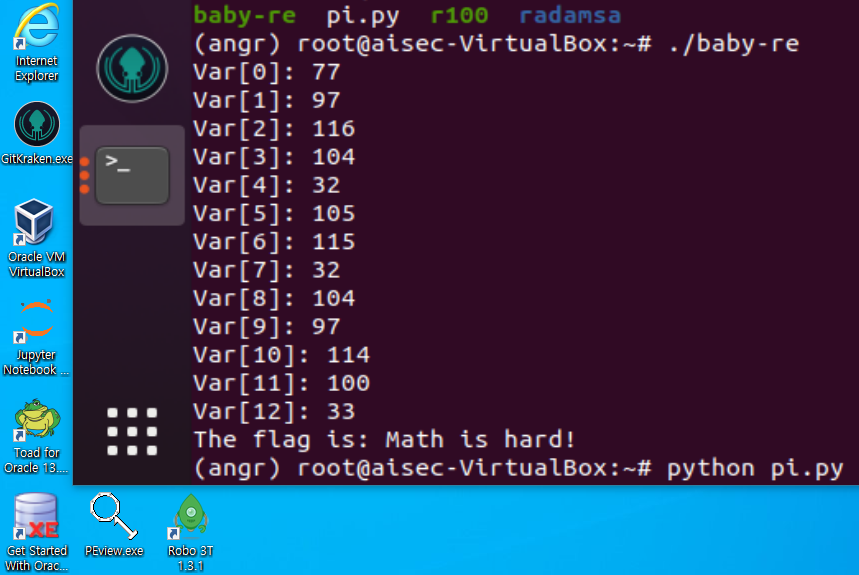 baby-re pi.py r100 radamsa
(angr) root@aisec-VirtualBox:~# ./baby-re
Var[0]: 77
Var[1]: 97
Var[2]: 116
Var[3]: 104
Var[4]: 32
Var[5]: 105
Var[6]: 115
Var[7]: 32
Var[8]: 104
Var[9]: 97
Var[10]: 114
Var[11]: 100
Var[12]: 33
The flag is: Math is hard!
(angr) root@aisec-VirtualBox:~# python pi.py
Internet
Explorer
GitKraken.exe
Oracle VM
VirtualBox
Jupyter
Notebook ...
Toad for
Oracle 13....
XE
Get Started
With Orac...
PEview.exe
Robo 3T
1.3.1
>_